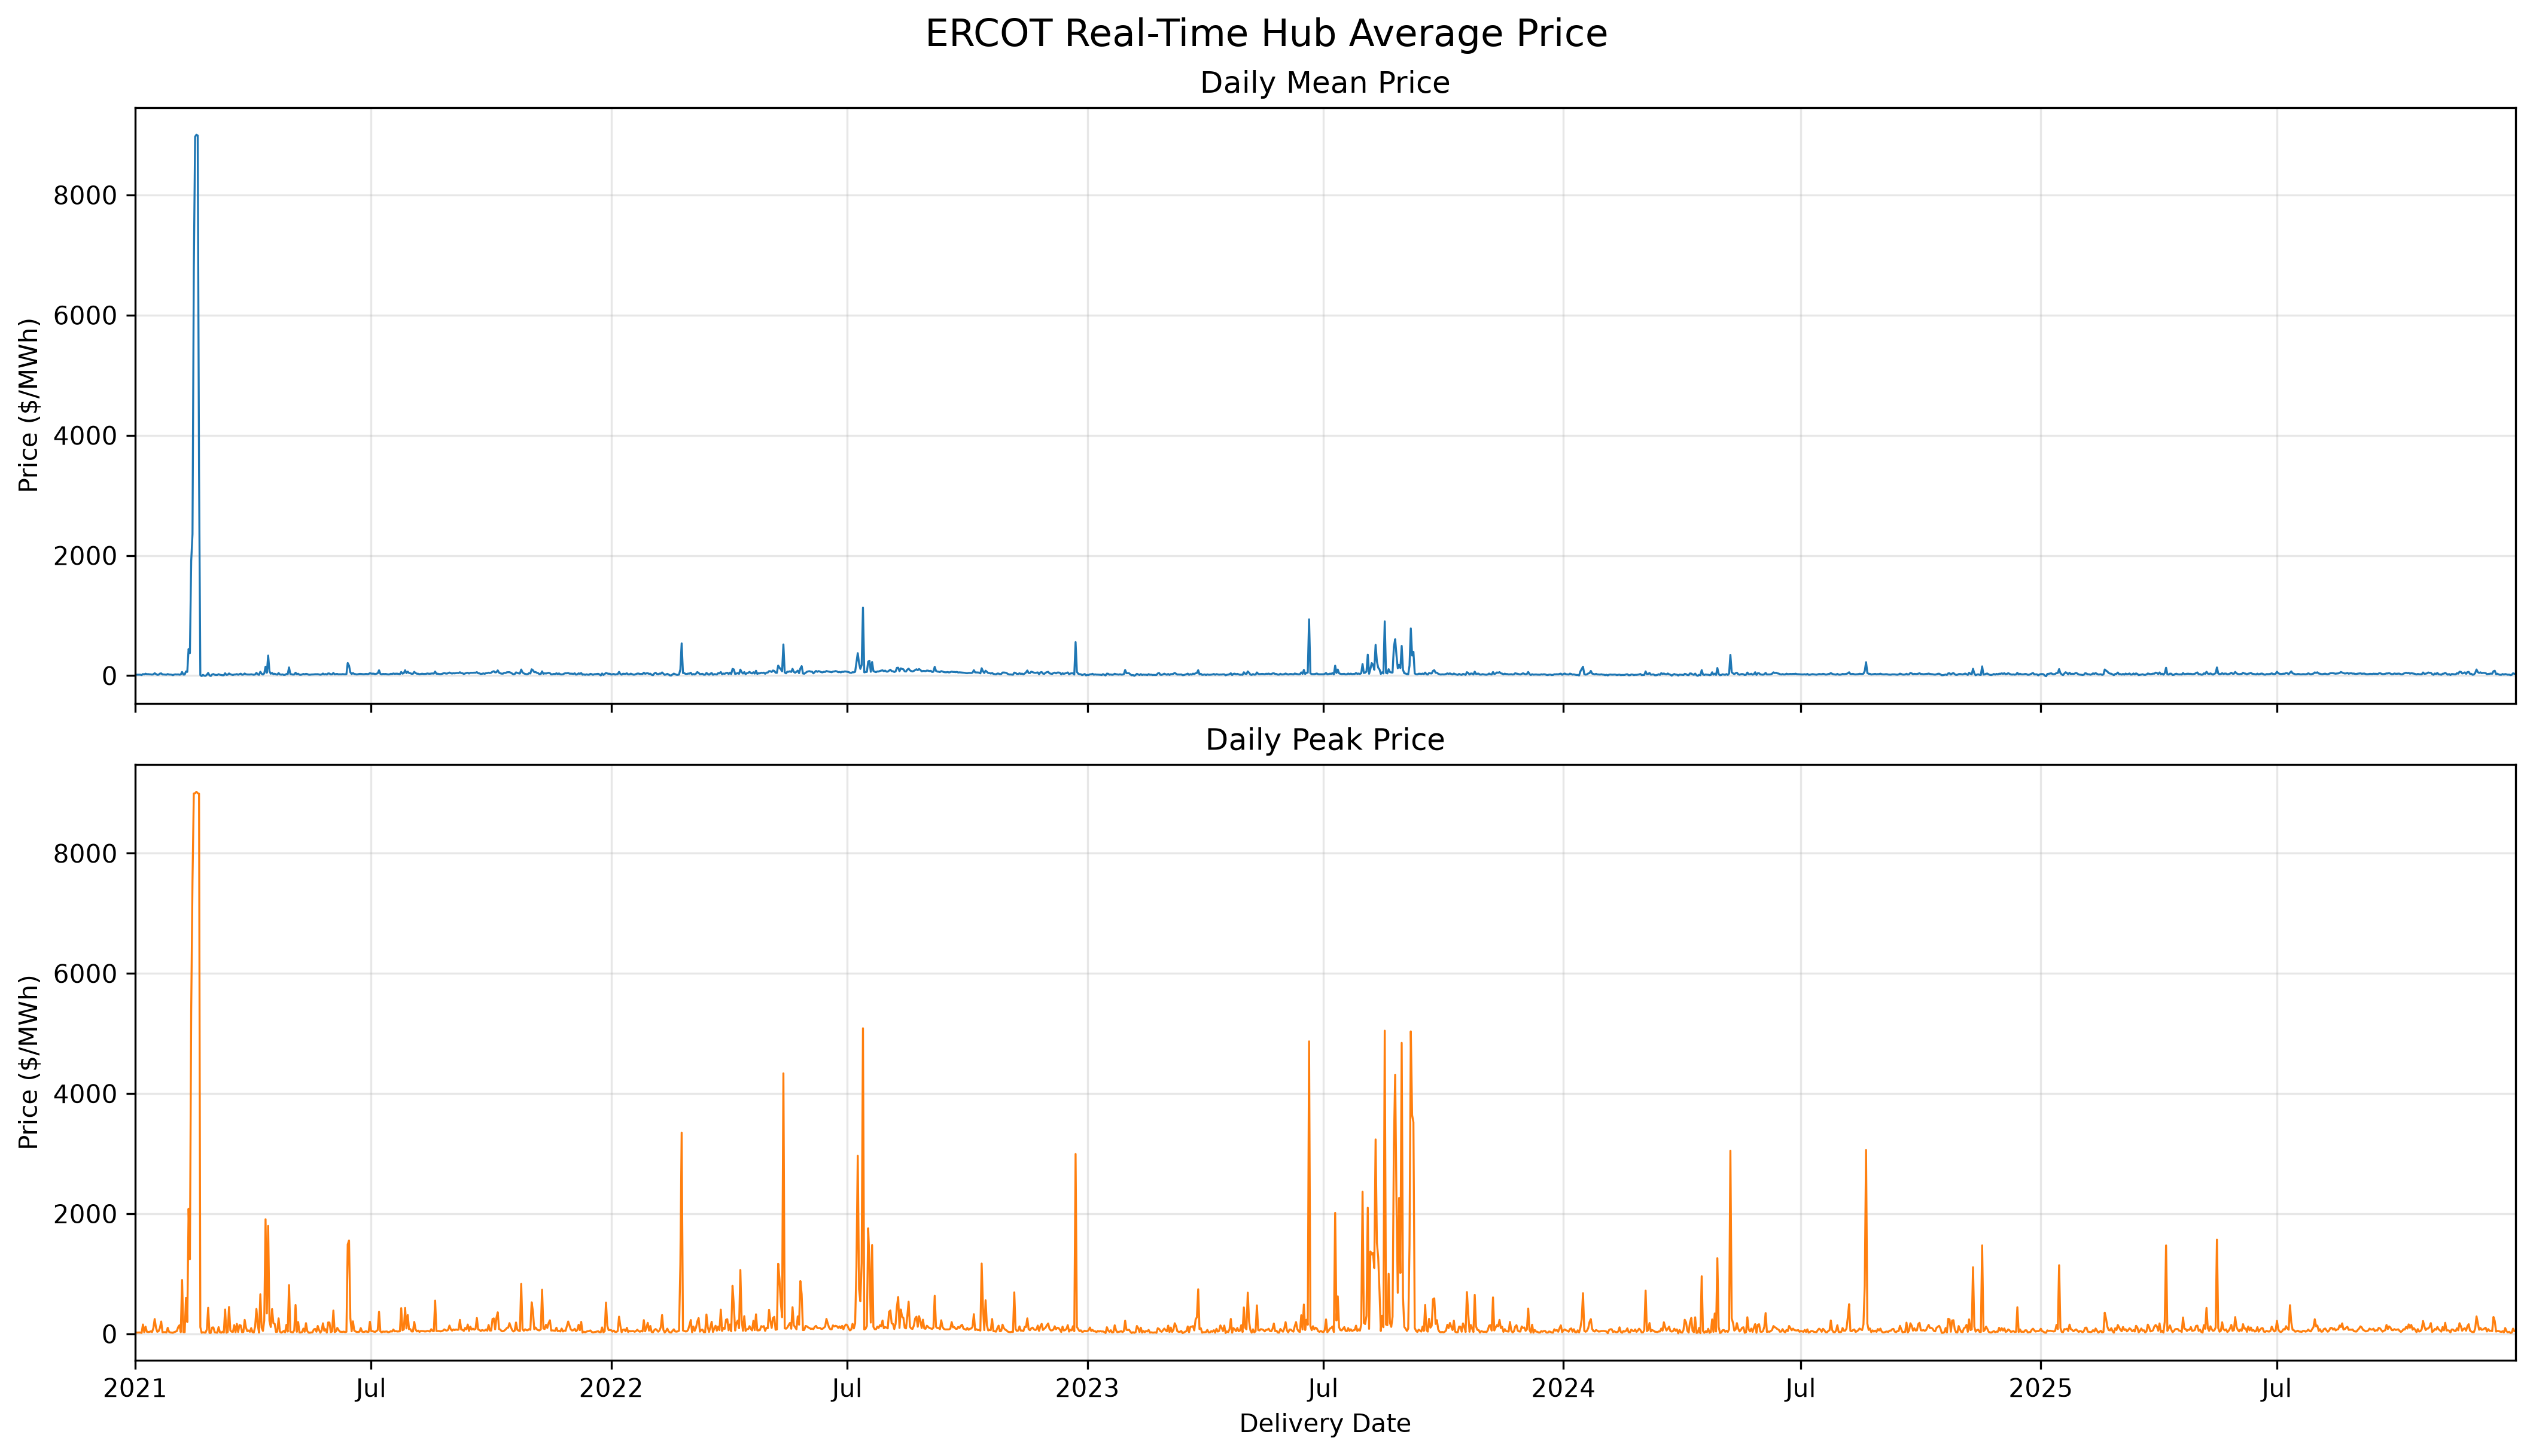 ERCOT Real-Time Hub Average Price
Daily Mean Price
Price ($/MWh)
8000
6000
4000
2000
0
Daily Peak Price
Price ($/MWh)
8000
6000
4000
2000
0
2021 Jul 2022 Jul 2023 Jul 2024 Jul 2025 Jul
Delivery Date